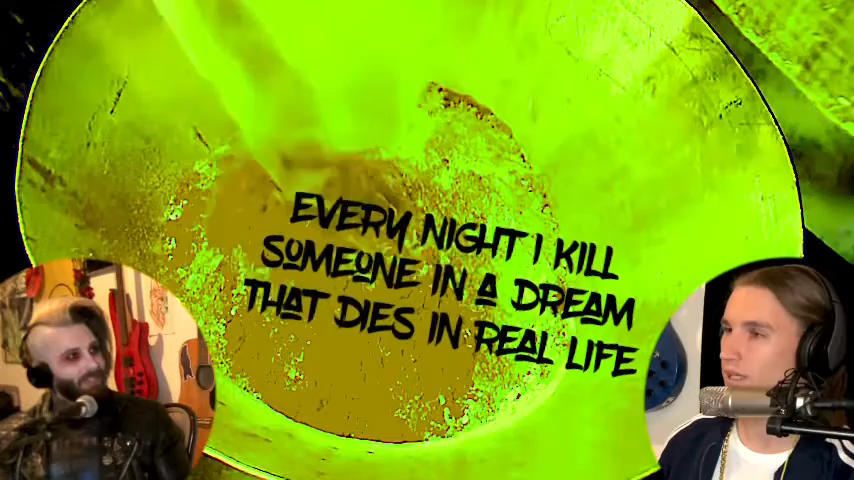 EVERY NIGHT I KILL
SOMEONE IN A DREAM
THAT DIES IN REAL LIFE